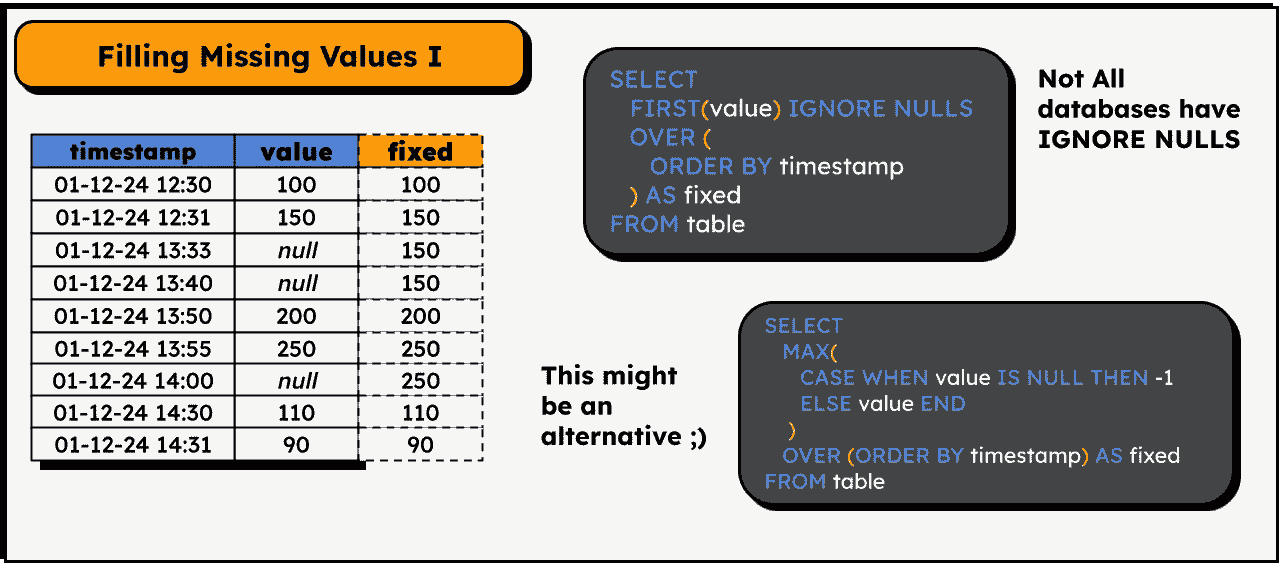 Filling Missing Values I
timestamp value fixed
01-12-24 12:30 100 100
01-12-24 12:31 150 150
01-12-24 13:33 null 150
01-12-24 13:40 null 150
01-12-24 13:50 200 200
01-12-24 13:55 250 250
01-12-24 14:00 null 250
01-12-24 14:30 110 110
01-12-24 14:31 90 90
SELECT
FIRST(value) IGNORE NULLS
OVER (
ORDER BY timestamp
) AS fixed
FROM table
Not All
databases have
IGNORE NULLS
This might
be an
alternative ;)
SELECT
MAX(
CASE WHEN value IS NULL THEN -1
ELSE value END
)
OVER (ORDER BY timestamp) AS fixed
FROM table